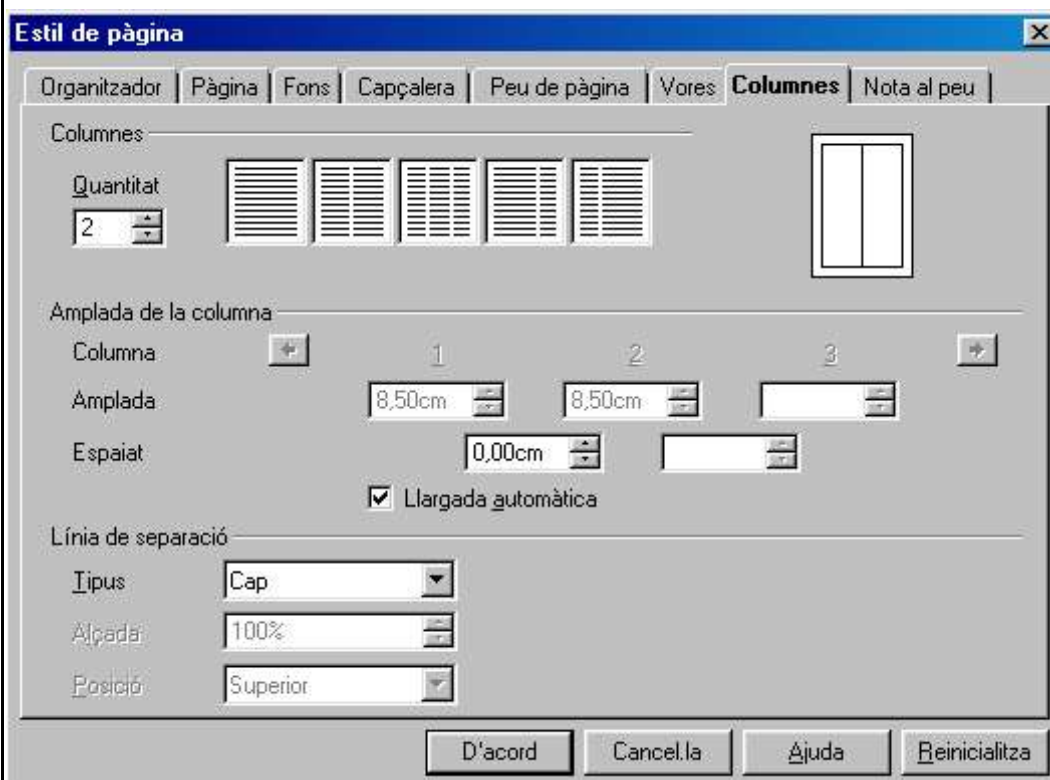 Estil de pàgina
Organitzador Pàgina Fons Capçalera Peu de pàgina Vores Columnes Nota al peu
Columnes
Quantitat
2
Amplada de la columna
Columna 1 2 3
Amplada 8,50cm 8,50cm
Espaiat 0,00cm
Llargada automàtica
Línia de separació
Tipus Cap
Alçada 100%
Posició Superior
D'acord Cancel.la Ajuda Reinicialitza